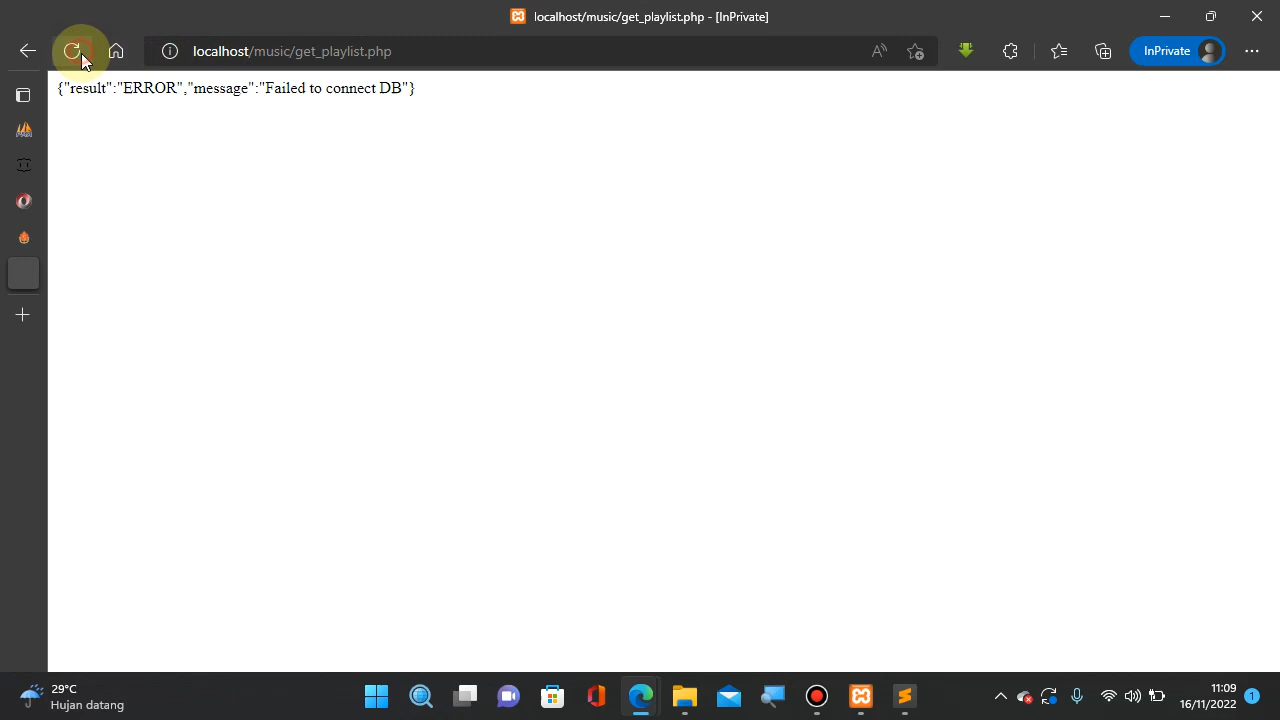 localhost/music/get_playlist.php - [InPrivate]
localhost/music/get_playlist.php
InPrivate
{"result":"ERROR","message":"Failed to connect DB"}
29°C
Hujan datang
11:09
16/11/2022
1